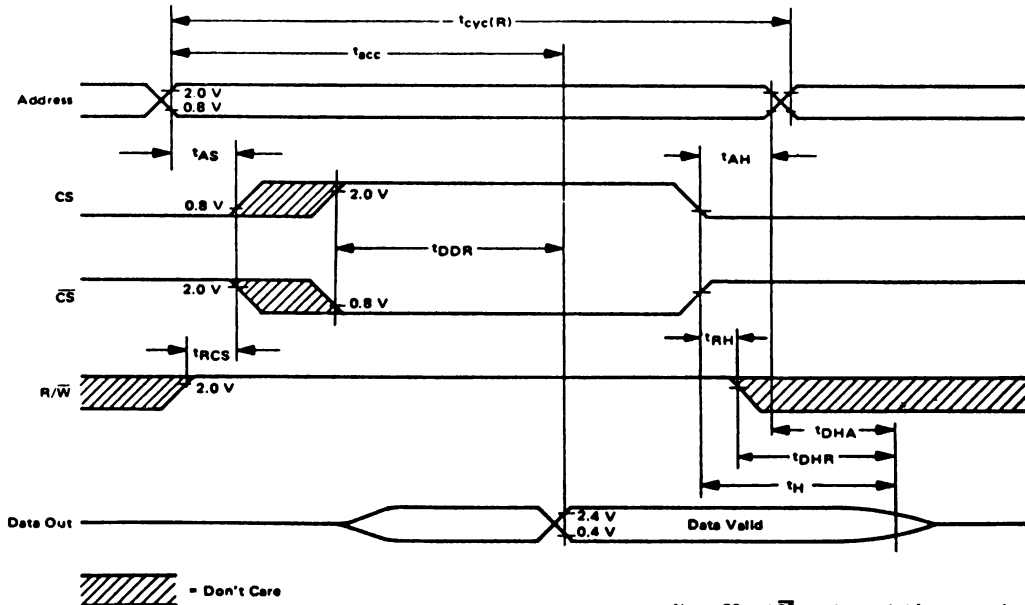 tcyc(R)
tacc
Address
2.0 V
0.8 V
tAS
tAH
CS
0.8 V
2.0 V
tDDR
C̅S̅
2.0 V
0.8 V
tRCS
tRH
R/W̅
2.0 V
tDHA
tDHR
tH
Data Out
2.4 V
0.4 V
Data Valid
= Don't Care